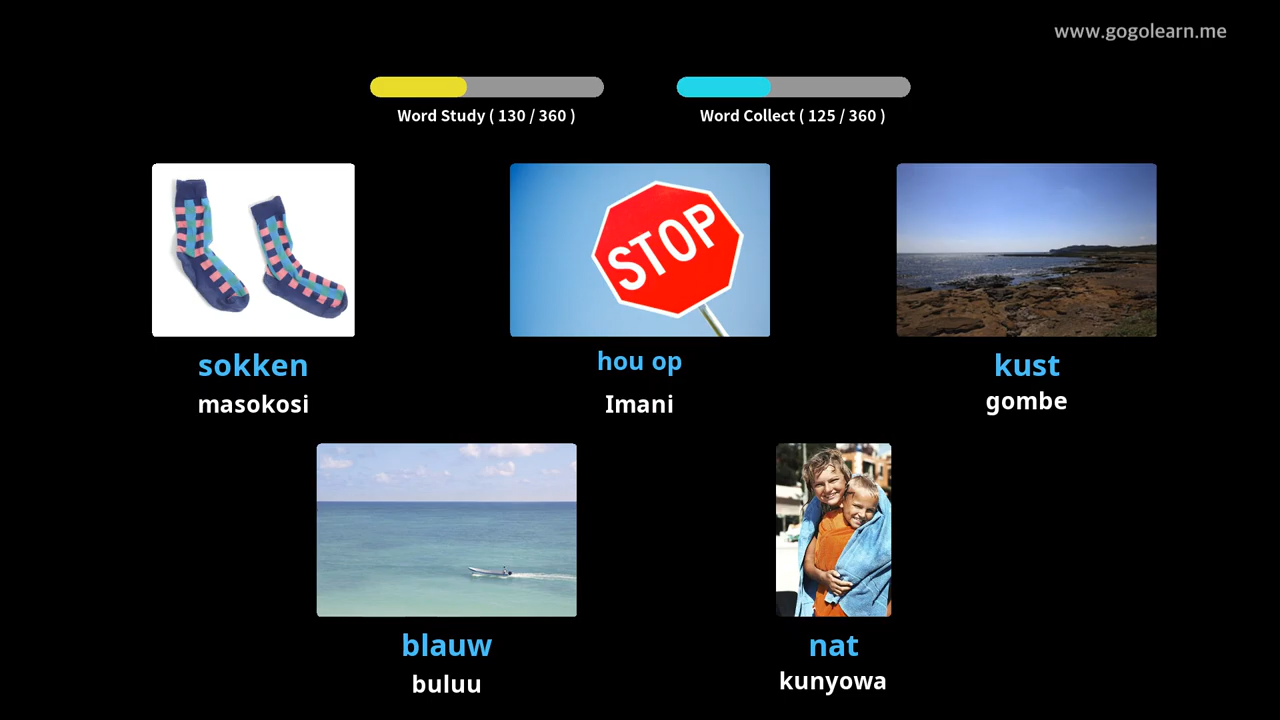 www.gogolearn.me
Word Study ( 130 / 360 )
Word Collect ( 125 / 360 )
STOP
sokken
hou op
kust
masokosi
Imani
gombe
blauw
nat
buluu
kunyowa